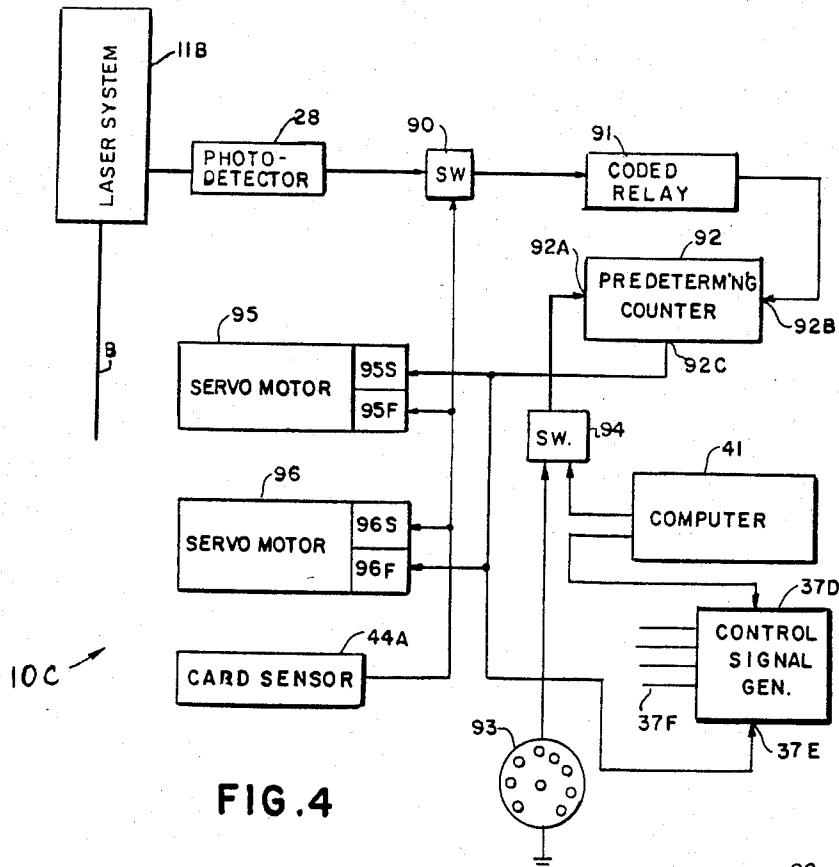 LASER SYSTEM
11B
28
PHOTO-
DETECTOR
90
SW
91
CODED
RELAY
92
92A
PREDETERM'N'G
COUNTER
92B
92C
95
SERVO MOTOR
95S
95F
B
SW.
94
41
COMPUTER
96
SERVO MOTOR
96S
96F
37D
CONTROL
SIGNAL
GEN.
37F
37E
44A
CARD SENSOR
10C
93
FIG.4